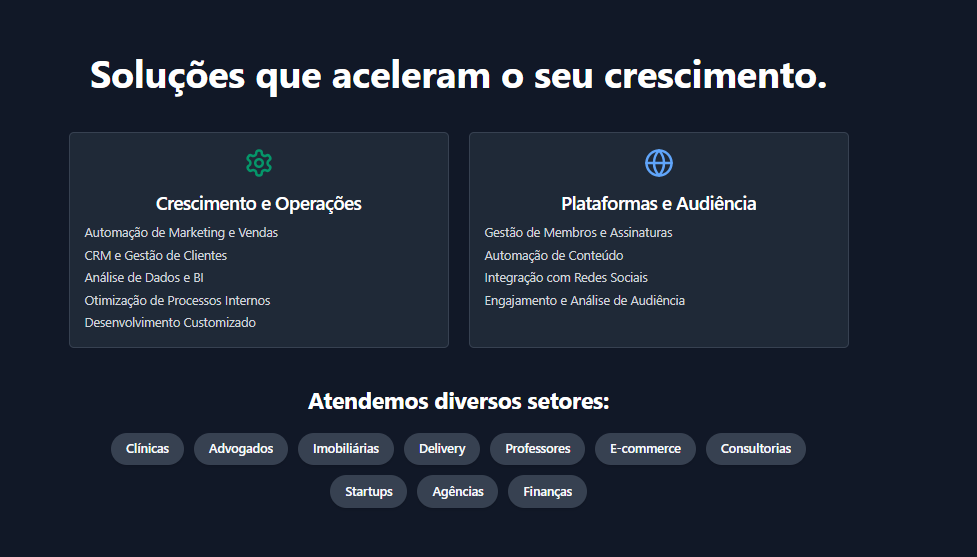 Soluções que aceleram o seu crescimento.
Crescimento e Operações
Automação de Marketing e Vendas
CRM e Gestão de Clientes
Análise de Dados e BI
Otimização de Processos Internos
Desenvolvimento Customizado
Plataformas e Audiência
Gestão de Membros e Assinaturas
Automação de Conteúdo
Integração com Redes Sociais
Engajamento e Análise de Audiência
Atendemos diversos setores:
Clínicas Advogados Imobiliárias Delivery Professores E-commerce Consultorias
Startups Agências Finanças